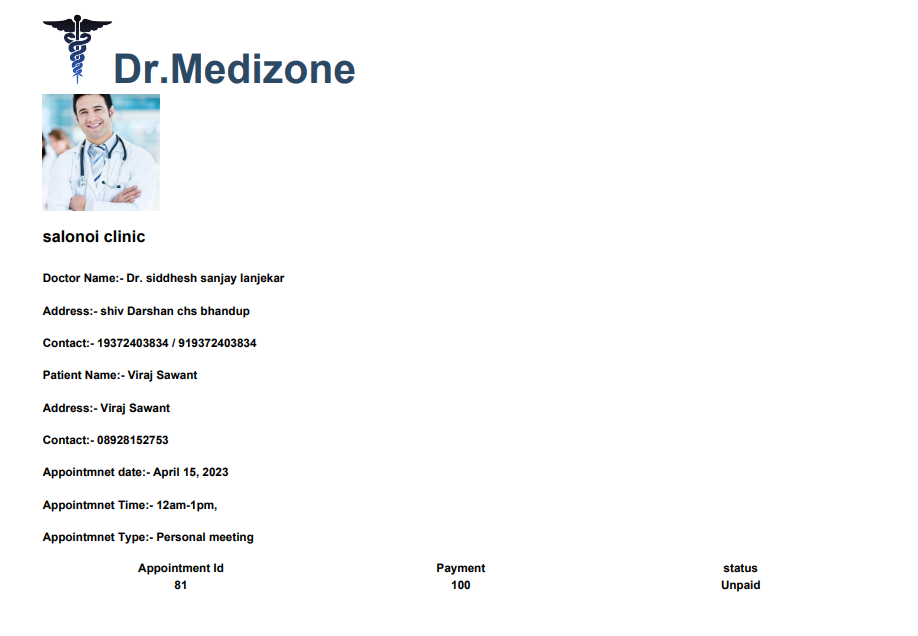 Dr.Medizone
salonoi clinic
Doctor Name:- Dr. siddhesh sanjay lanjekar
Address:- shiv Darshan chs bhandup
Contact:- 19372403834 / 919372403834
Patient Name:- Viraj Sawant
Address:- Viraj Sawant
Contact:- 08928152753
Appointmnet date:- April 15, 2023
Appointmnet Time:- 12am-1pm,
Appointmnet Type:- Personal meeting
Appointment Id Payment status
81 100 Unpaid